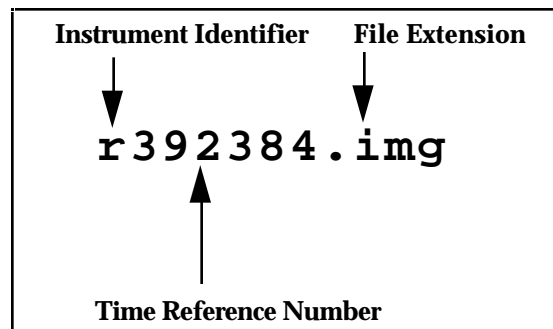 Instrument Identifier File Extension
r392384.img
Time Reference Number